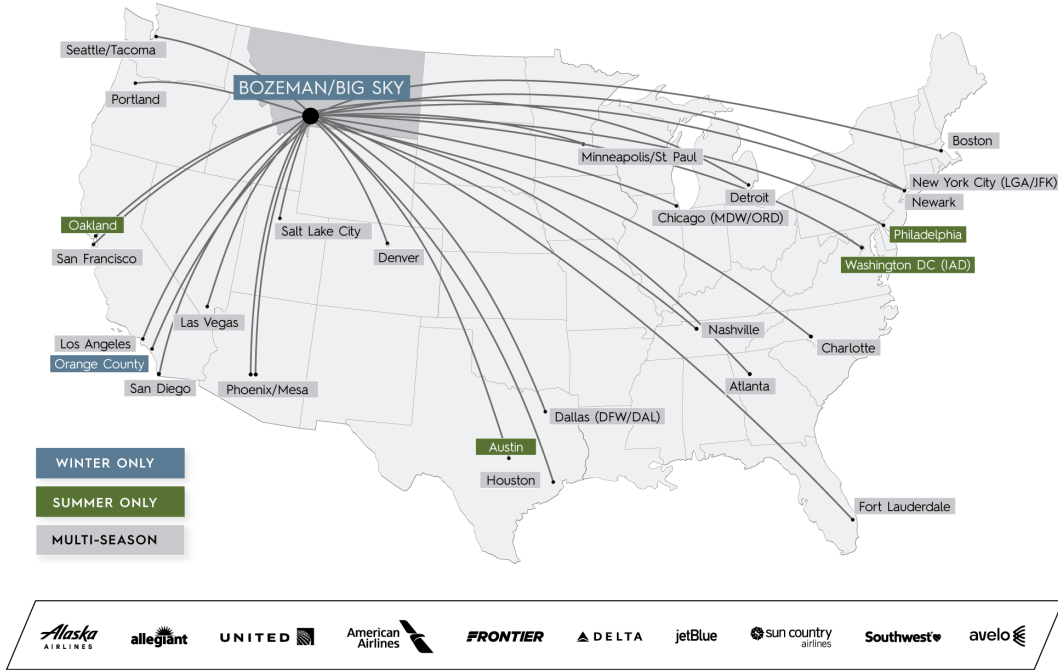 Seattle/Tacoma
BOZEMAN/BIG SKY
Portland
Boston
Minneapolis/St Paul
New York City (LGA/JFK)
Detroit
Newark
Chicago (MDW/ORD)
Oakland
Salt Lake City
Philadelphia
San Francisco
Denver
Washington DC (IAD)
Las Vegas
Nashville
Los Angeles
Charlotte
Orange County
San Diego
Phoenix/Mesa
Atlanta
Dallas (DFW/DAL)
Austin
Houston
Fort Lauderdale
WINTER ONLY
SUMMER ONLY
MULTI-SEASON
Alaska
AIRLINES
allegiant
UNITED
American
Airlines
FRONTIER
DELTA
jetBlue
sun country
airlines
Southwest
avelo